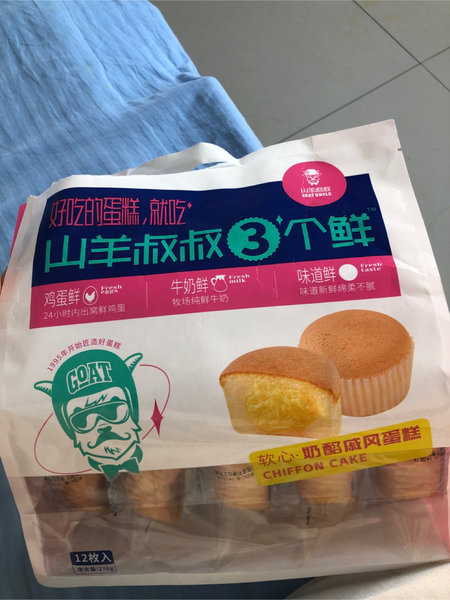 山羊叔叔
GOAT UNCLE
好吃的蛋糕,就吃
山羊叔叔3个鲜
TM
鸡蛋鲜 Fresh eggs
24小时内出窝鲜鸡蛋
牛奶鲜 Fresh milk
牧场纯鲜牛奶
味道鲜 Fresh taste
味道新鲜绵柔不腻
1995年开始匠造好蛋糕
GOAT
软心·奶酪戚风蛋糕
CHIFFON CAKE
12枚入
净含量:276g